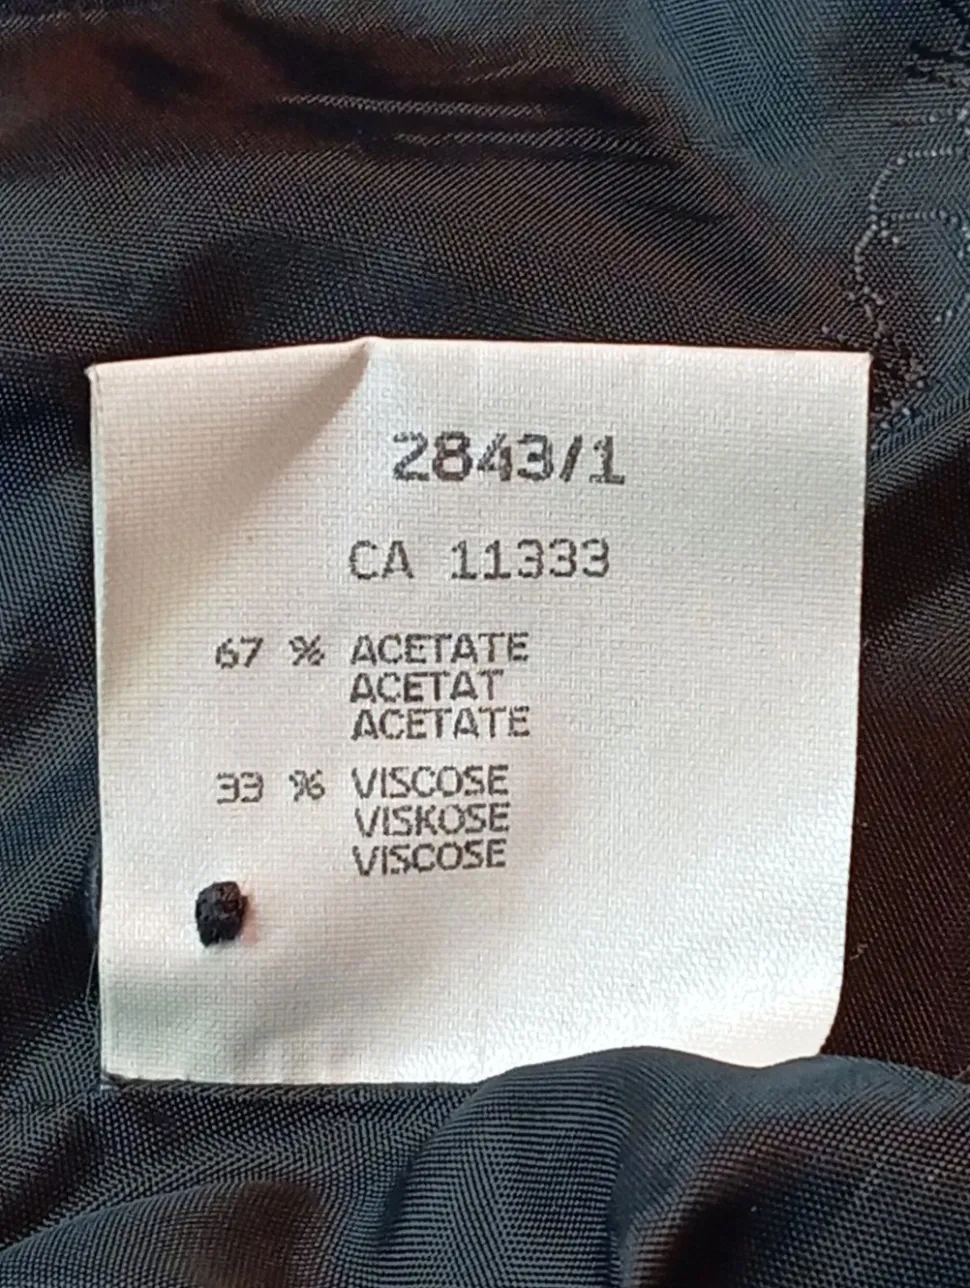 2843/1
CA 11333
67 % ACETATE
ACETAT
ACETATE
33 % VISCOSE
VISKOSE
VISCOSE